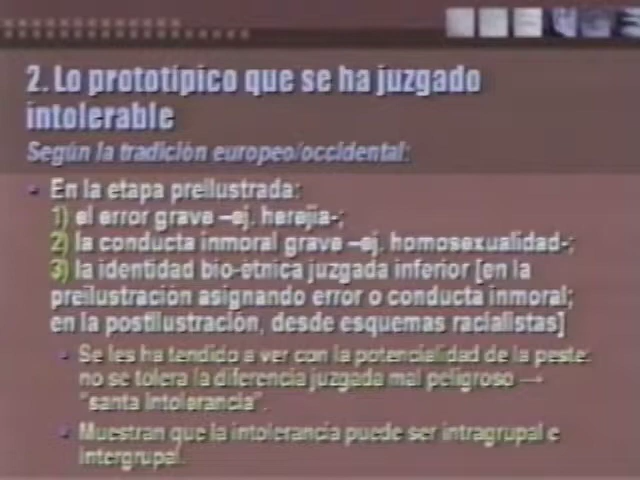 2. Lo prototípico que se ha juzgado
intolerable
Según la tradición europeo/occidental:
En la etapa preilustrada:
1) el error grave –ej. herejía-;
2) la conducta inmoral grave –ej. homosexualidad-;
3) la identidad bio-étnica juzgada inferior [en la
preilustración asignando error o conducta inmoral;
en la postilustración, desde esquemas racialistas]
Se les ha tendido a ver con la potencialidad de la peste:
no se tolera la diferencia juzgada mal peligroso →
"santa intolerancia".
Muestran que la intolerancia puede ser intragrupal e
intergrupal.